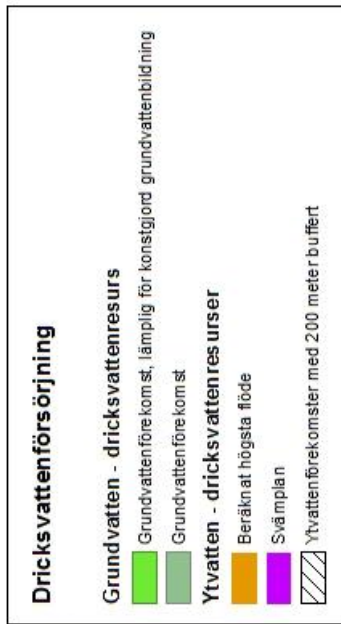 Dricksvattenförsörjning
Grundvatten - dricksvattenresurs
Grundvattenförekomst, lämplig för konstgjord grundvattenbildning
Grundvattenförekomst
Ytvatten - dricksvattenresurser
Beräknat högsta flöde
Svämplan
Ytvattenförekomster med 200 meter buffert